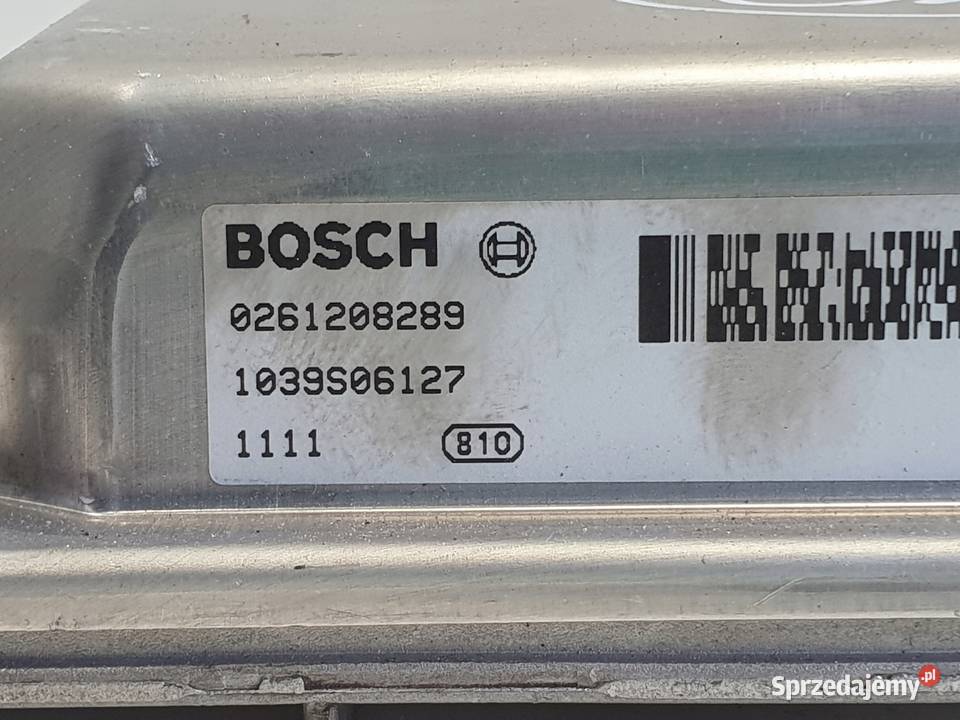 BOSCH
0261208289
1039S06127
1111 810
Sprzedajemy.pl